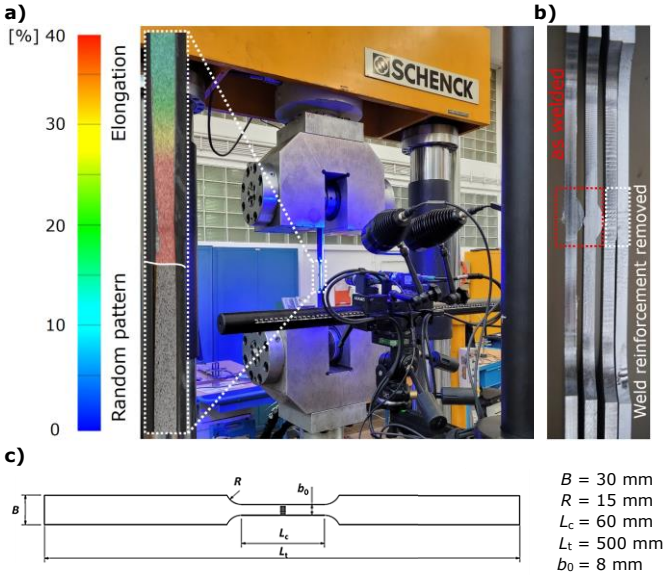 a)
[%] 40
30
20
10
0
Elongation
Random pattern
SCHENCK
b)
as welded
Weld reinforcement removed
c)
B
R
b₀
Lc
Lt
B = 30 mm
R = 15 mm
Lc = 60 mm
Lt = 500 mm
b₀ = 8 mm